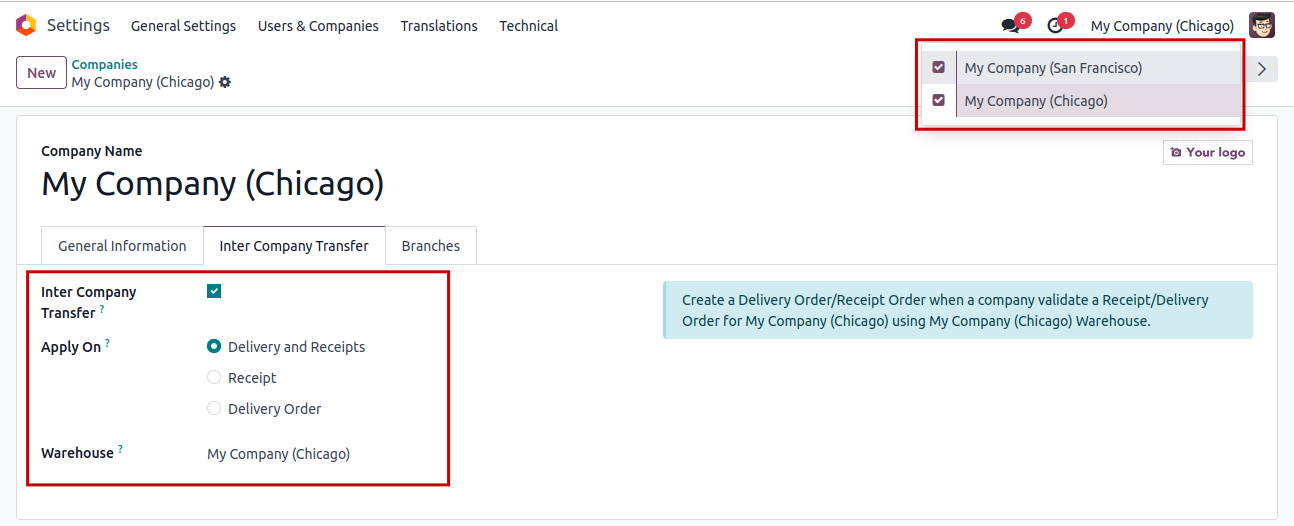 Settings General Settings Users & Companies Translations Technical 6 1 My Company (Chicago)
New Companies
My Company (Chicago)
My Company (San Francisco)
My Company (Chicago)
Company Name
My Company (Chicago)
Your logo
General Information Inter Company Transfer Branches
Inter Company
Transfer ?
Apply On ? Delivery and Receipts
Receipt
Delivery Order
Warehouse ? My Company (Chicago)
Create a Delivery Order/Receipt Order when a company validate a Receipt/Delivery
Order for My Company (Chicago) using My Company (Chicago) Warehouse.